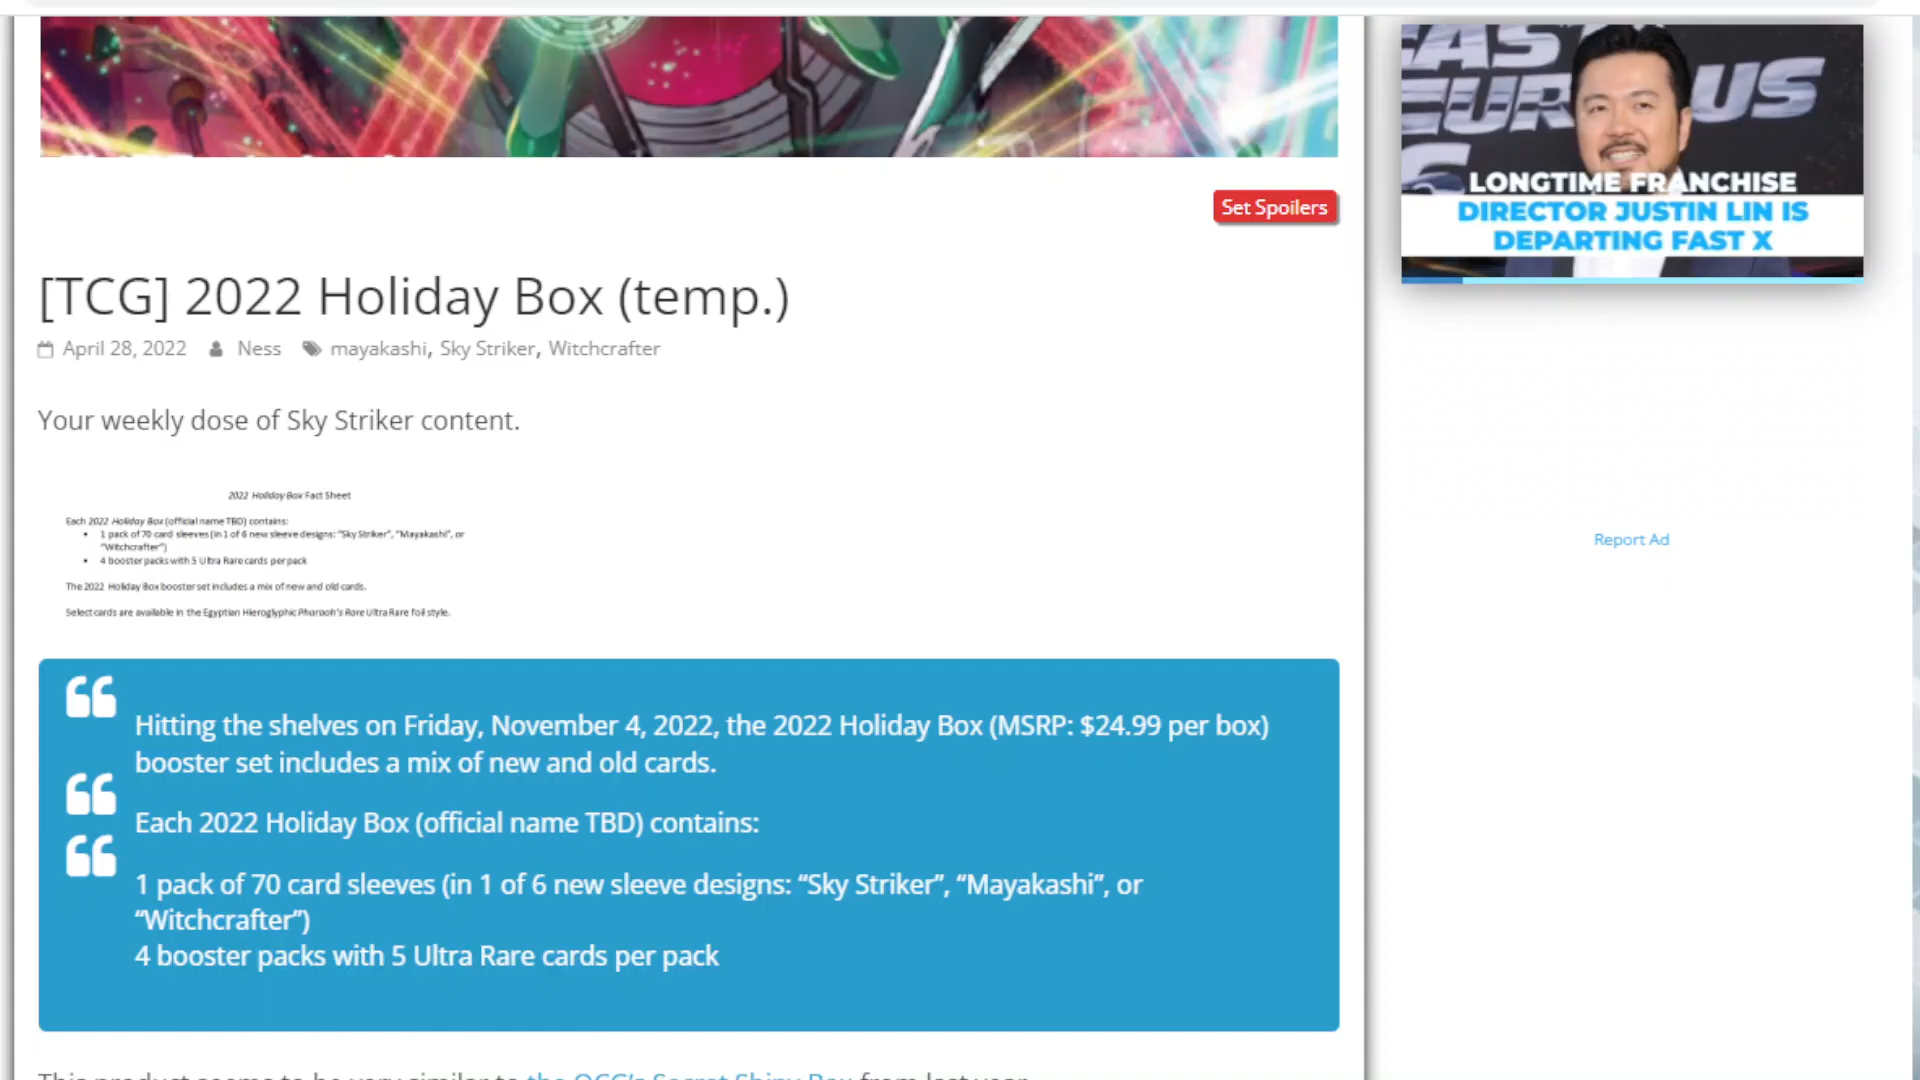 Set Spoilers
[TCG] 2022 Holiday Box (temp.)
April 28, 2022 Ness mayakashi, Sky Striker, Witchcrafter
Your weekly dose of Sky Striker content.
2022 Holiday Box Fact Sheet
Each 2022 Holiday Box (official name TBD) contains:
• 1 pack of 70 card sleeves (in 1 of 6 new sleeve designs: "Sky Striker", "Mayakashi", or
"Witchcrafter")
• 4 booster packs with 5 Ultra Rare cards per pack
The 2022 Holiday Box booster set includes a mix of new and old cards.
Select cards are available in the Egyptian Hieroglyphic Pharaoh's Rare Ultra Rare foil style.
Hitting the shelves on Friday, November 4, 2022, the 2022 Holiday Box (MSRP: $24.99 per box)
booster set includes a mix of new and old cards.
Each 2022 Holiday Box (official name TBD) contains:
1 pack of 70 card sleeves (in 1 of 6 new sleeve designs: “Sky Striker”, “Mayakashi”, or
“Witchcrafter”)
4 booster packs with 5 Ultra Rare cards per pack
This product seems to be very similar to the OCG's Secret Shiny Box from last year.
LONGTIME FRANCHISE
DIRECTOR JUSTIN LIN IS
DEPARTING FAST X
Report Ad